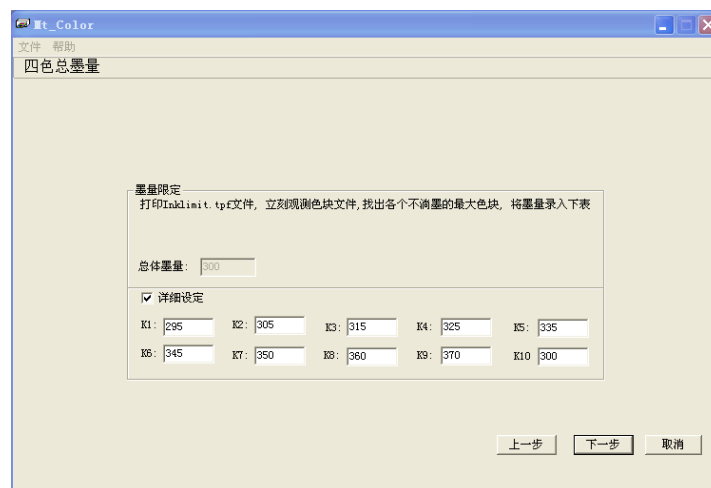 Mt_Color
文件 帮助
四色总墨量
墨量限定
打印Inklimit.tpf文件, 立刻观测色块文件,找出各个不滴墨的最大色块, 将墨量录入下表
总体墨量: 300
详细设定
K1: 295 K2: 305 K3: 315 K4: 325 K5: 335
K6: 345 K7: 350 K8: 360 K9: 370 K10 300
上一步 下一步 取消